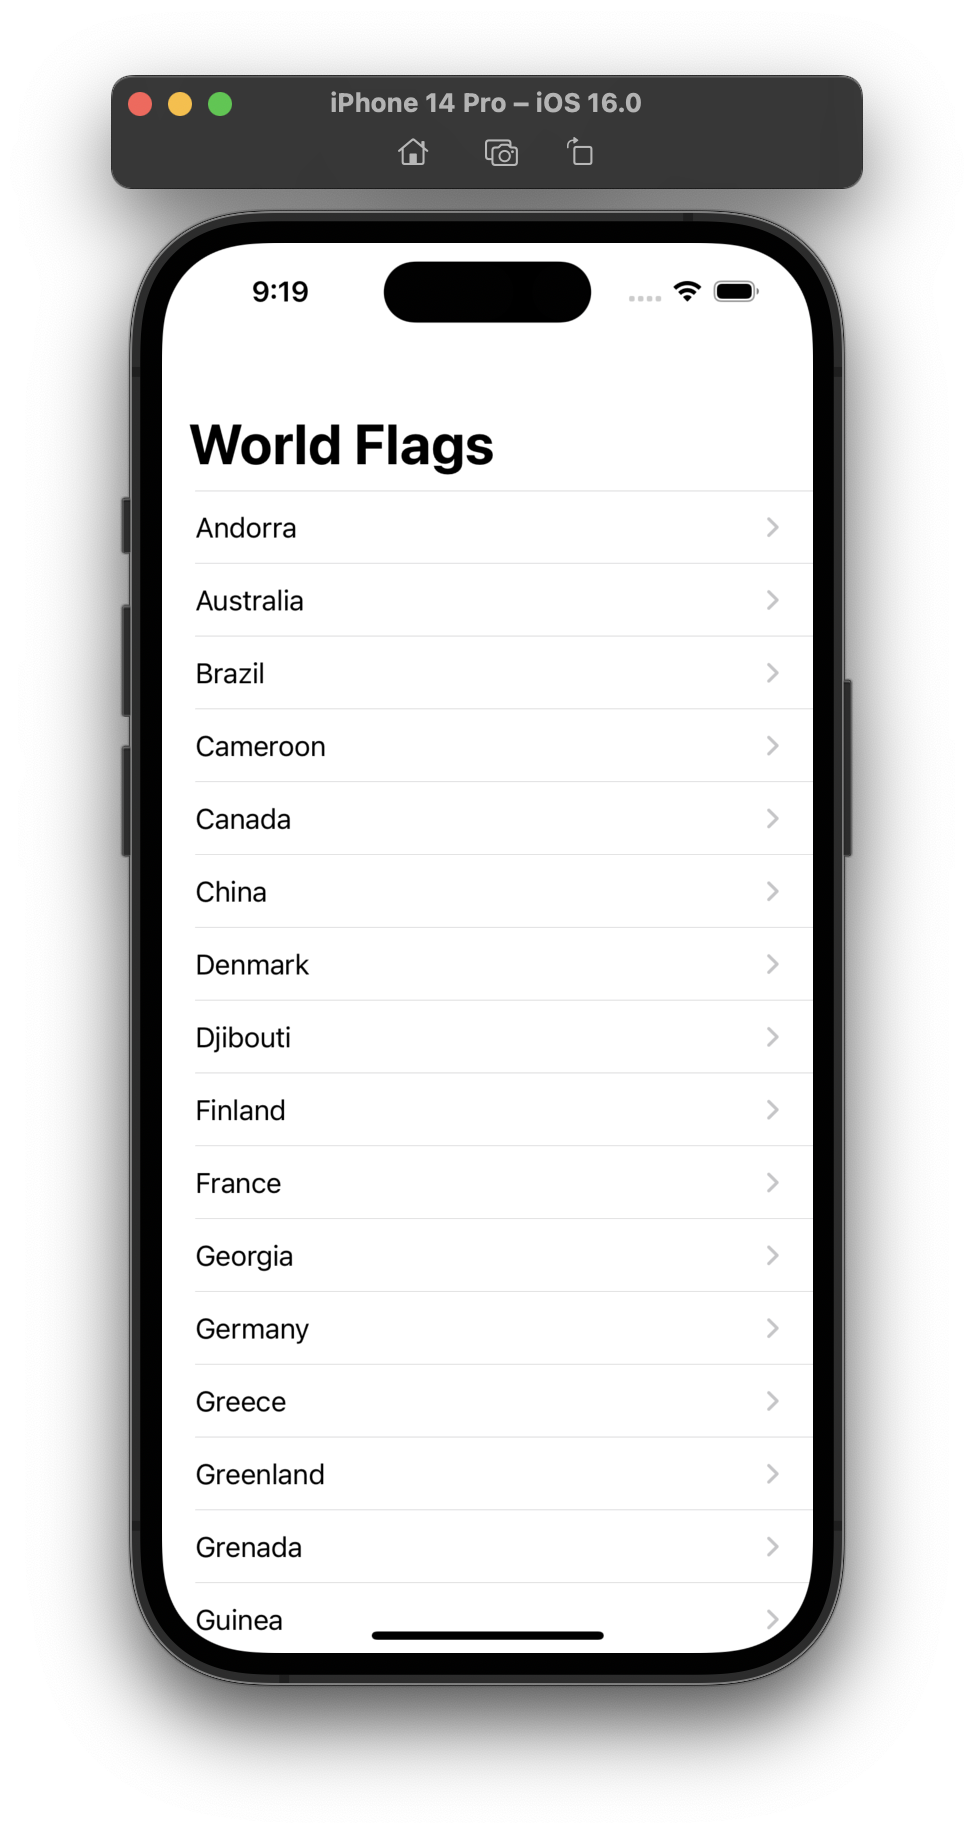 iPhone 14 Pro – iOS 16.0
9:19
World Flags
Andorra
Australia
Brazil
Cameroon
Canada
China
Denmark
Djibouti
Finland
France
Georgia
Germany
Greece
Greenland
Grenada
Guinea